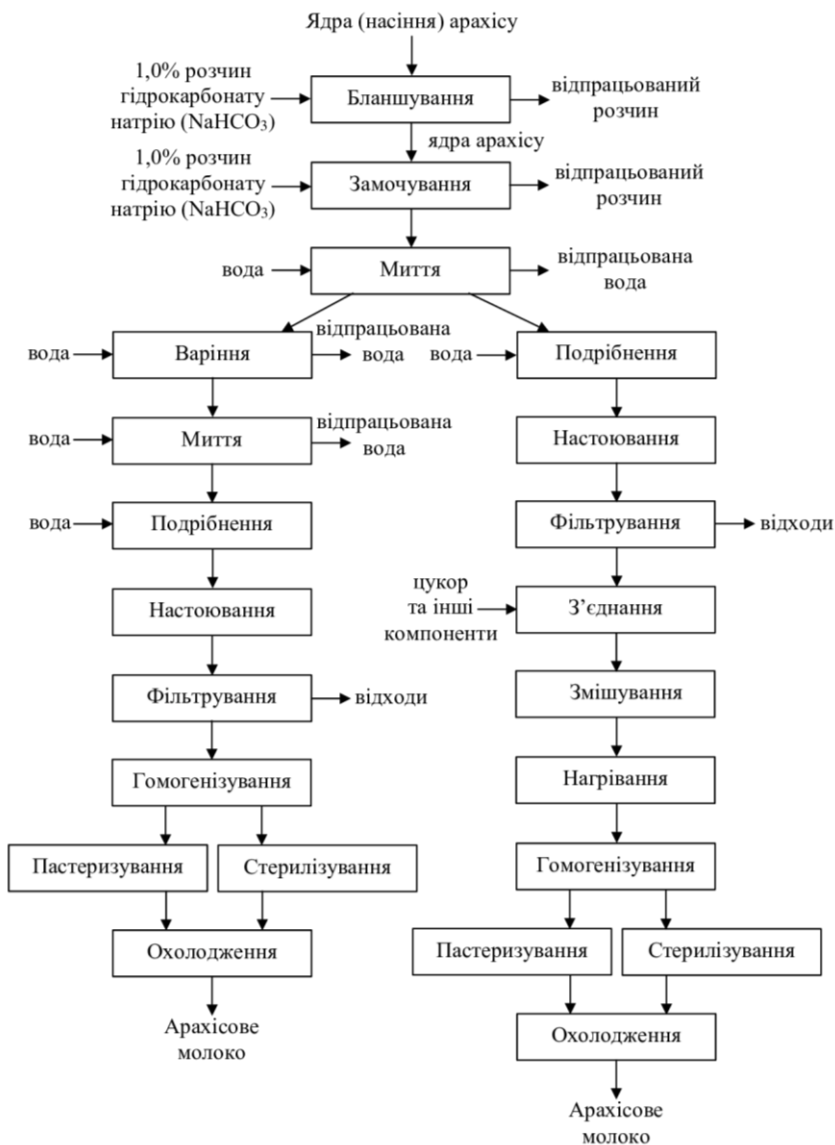 Ядра (насіння) арахісу
1,0% розчин
гідрокарбонату
натрію (NaHCO₃)
Бланшування
відпрацьований
розчин
ядра арахісу
1,0% розчин
гідрокарбонату
натрію (NaHCO₃)
Замочування
відпрацьований
розчин
вода
Миття
відпрацьована
вода
вода
Варіння
відпрацьована
вода
вода
Миття
відпрацьована
вода
вода
Подрібнення
Настоювання
Фільтрування
відходи
Гомогенізування
Пастеризування
Стерилізування
Охолодження
Арахісове
молоко
вода
Подрібнення
Настоювання
Фільтрування
відходи
цукор
та інші
компоненти
З’єднання
Змішування
Нагрівання
Гомогенізування
Пастеризування
Стерилізування
Охолодження
Арахісове
молоко